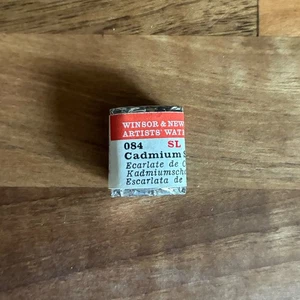 WINSOR & NEW
ARTISTS' WAT
084 SL
Cadmium S
Ecarlate de C
Kadmiumsch
Escarlata de